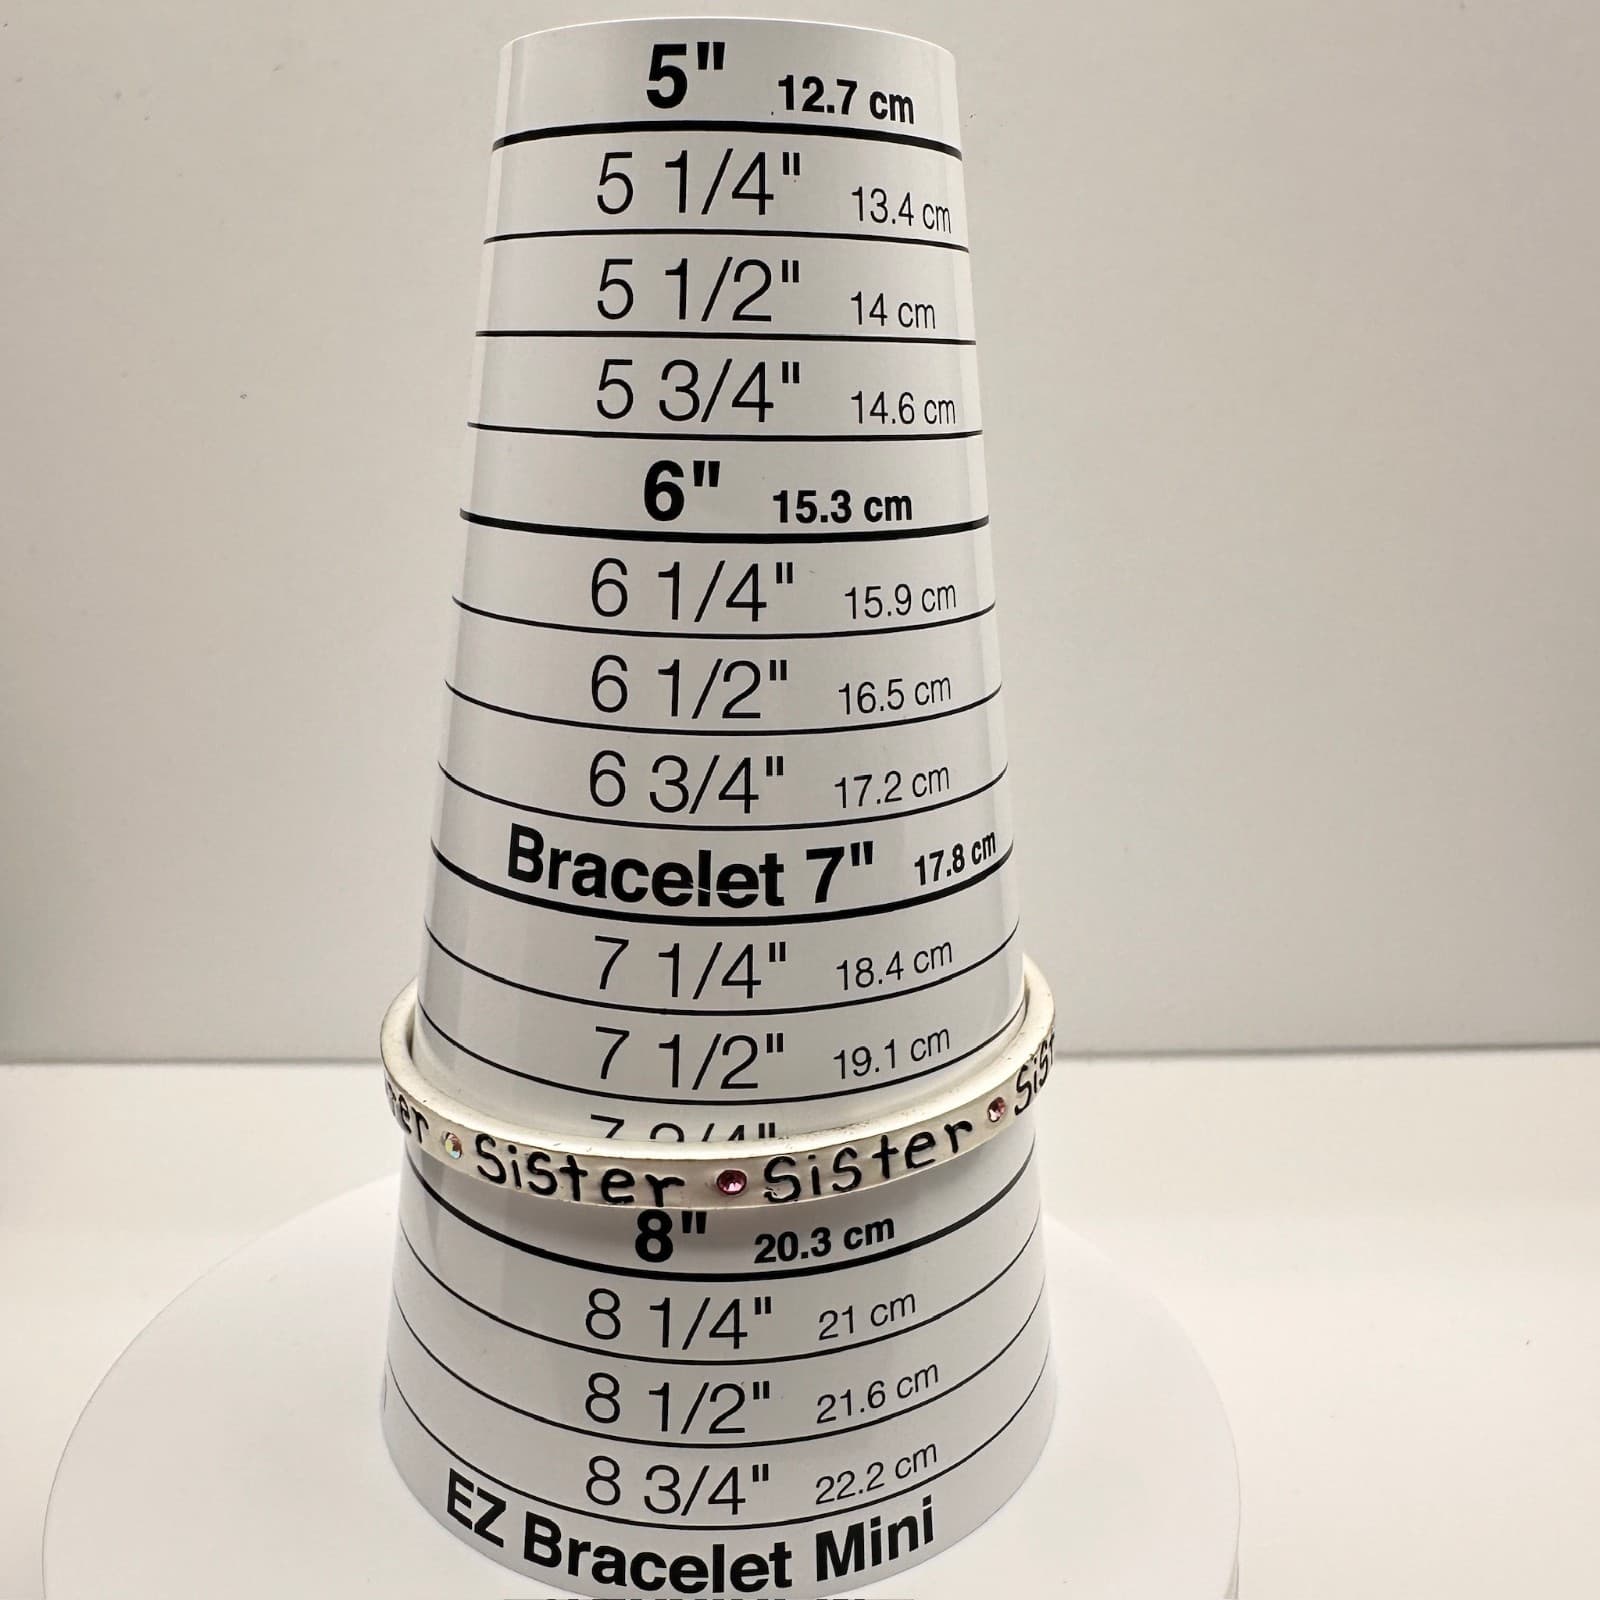 5" 12.7 cm
5 1/4" 13.4 cm
5 1/2" 14 cm
5 3/4" 14.6 cm
6" 15.3 cm
6 1/4" 15.9 cm
6 1/2" 16.5 cm
6 3/4" 17.2 cm
Bracelet 7" 17.8 cm
7 1/4" 18.4 cm
7 1/2" 19.1 cm
Sister Sister
8" 20.3 cm
8 1/4" 21 cm
8 1/2" 21.6 cm
8 3/4" 22.2 cm
EZ Bracelet Mini